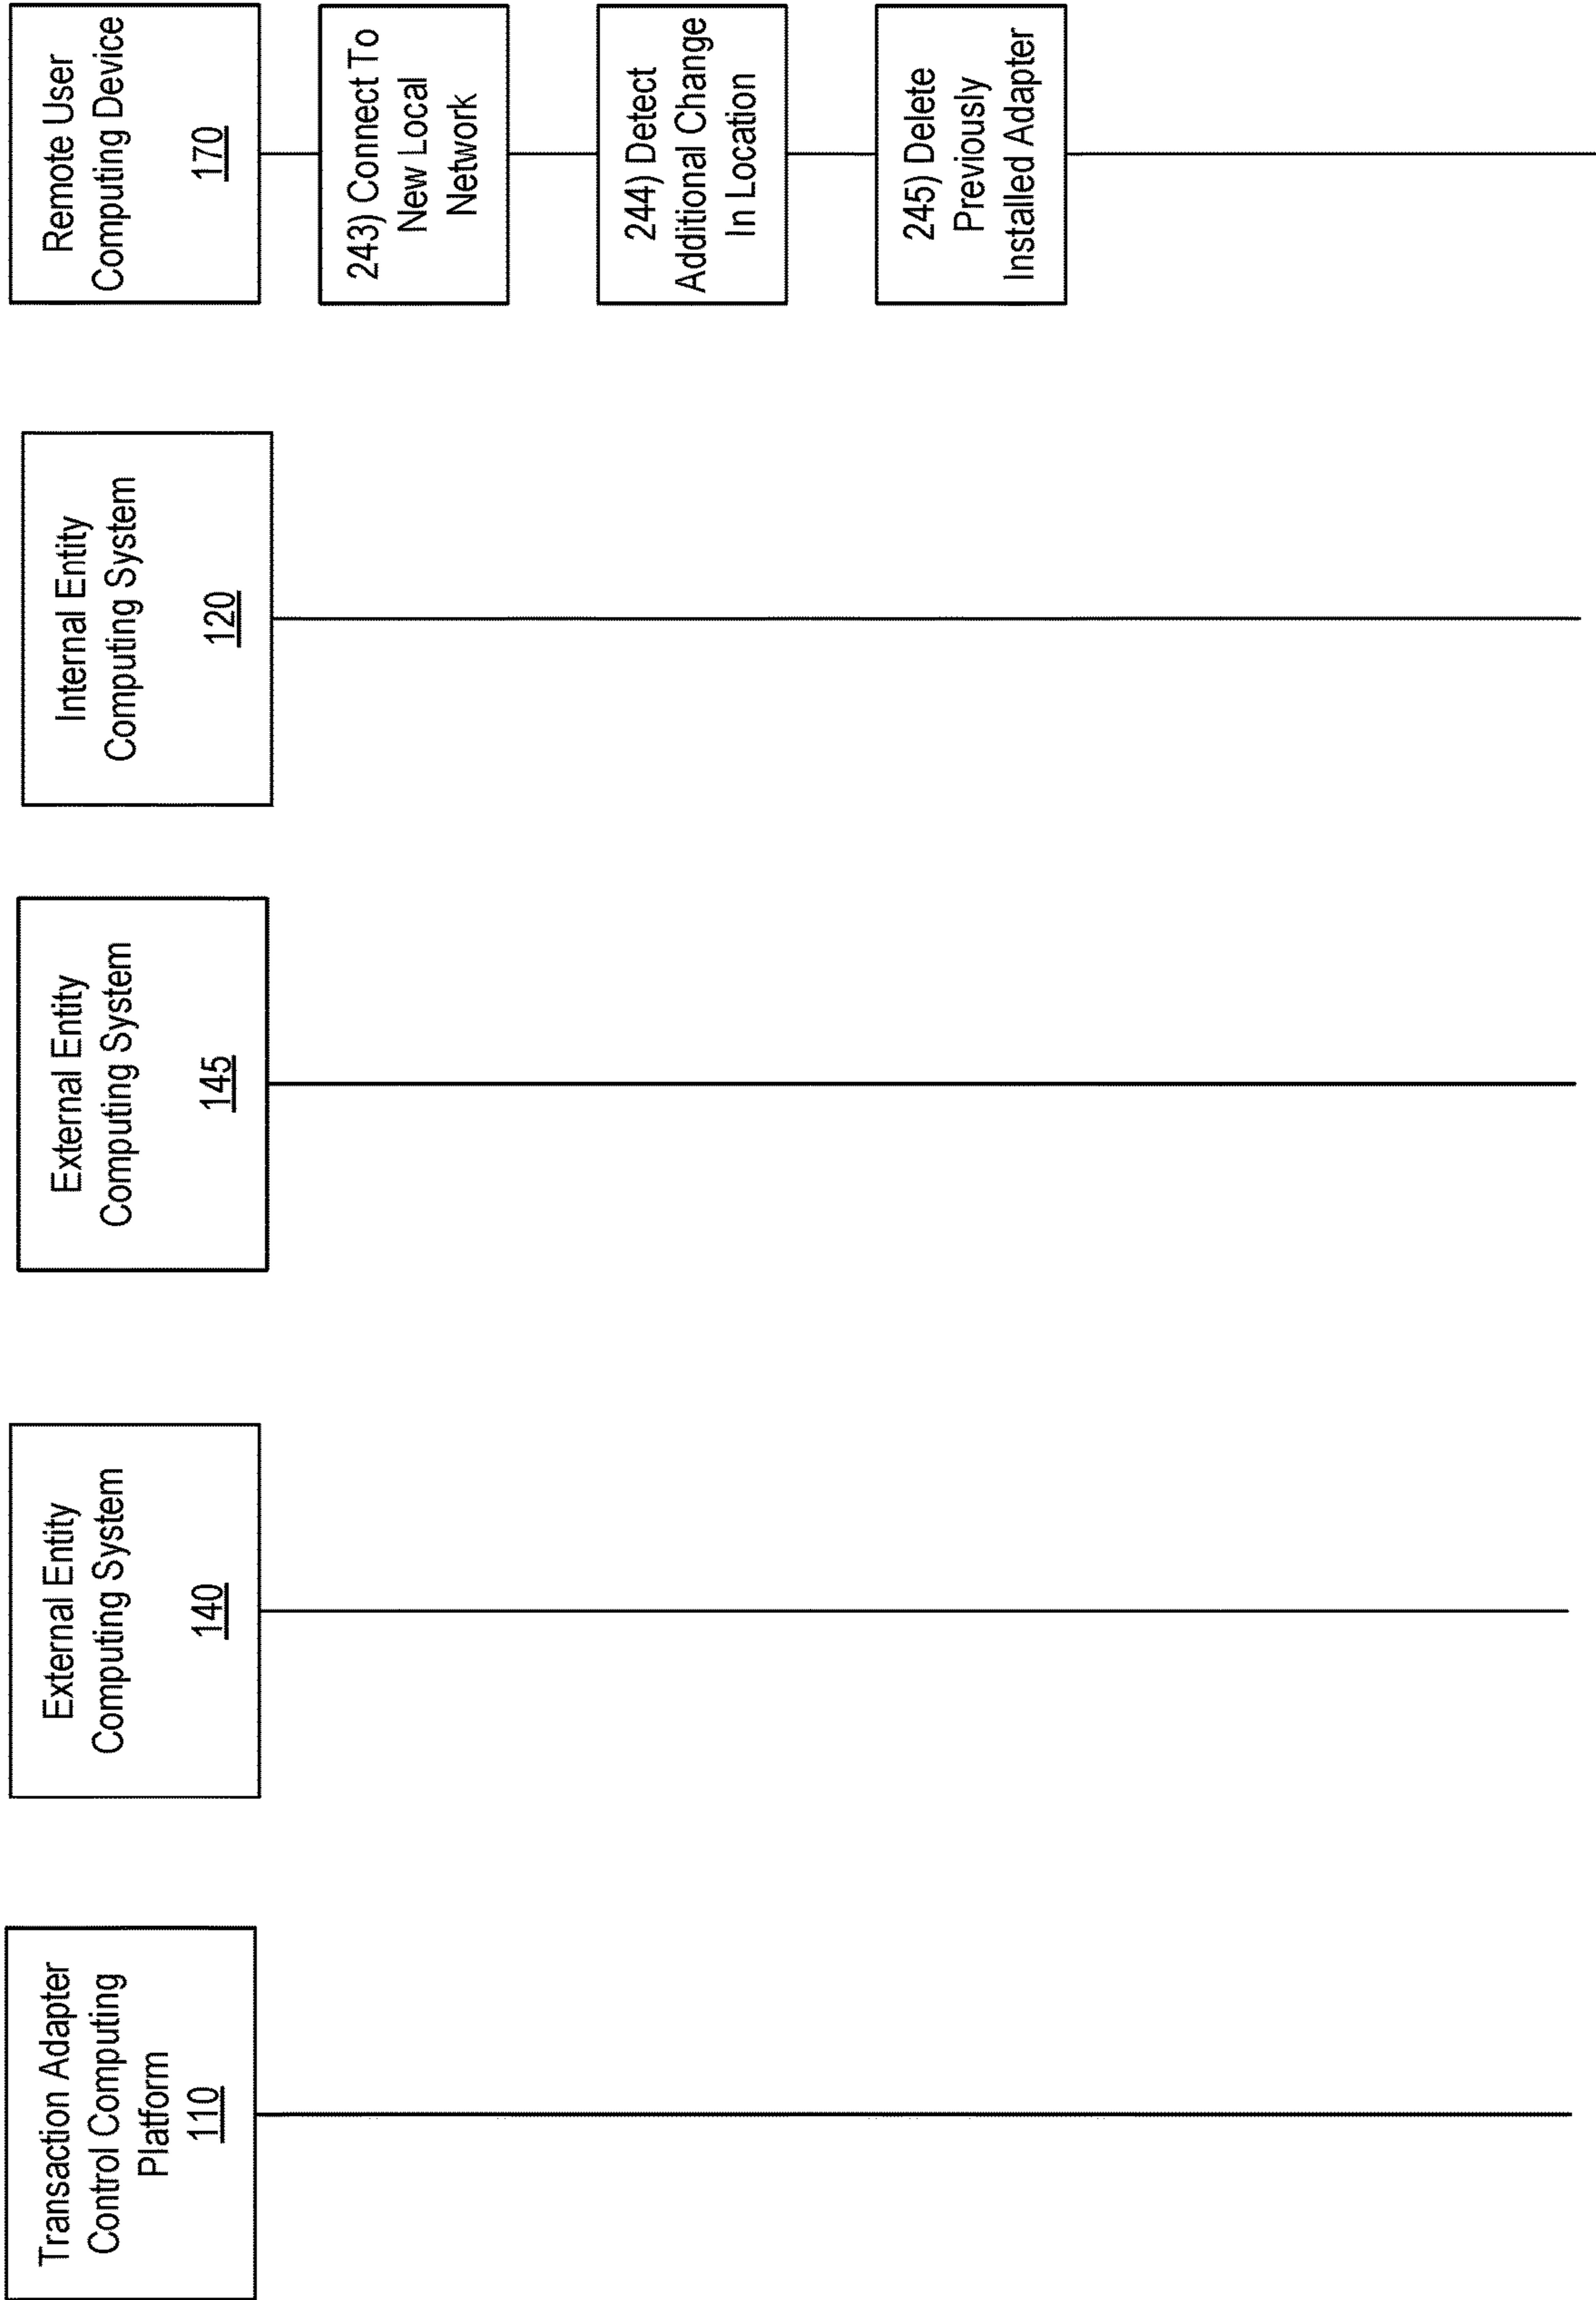 Transaction Adapter
Control Computing
Platform
110
External Entity
Computing System
140
External Entity
Computing System
145
Internal Entity
Computing System
120
Remote User
Computing Device
170
243) Connect To
New Local
Network
244) Detect
Additional Change
In Location
245) Delete
Previously
Installed Adapter